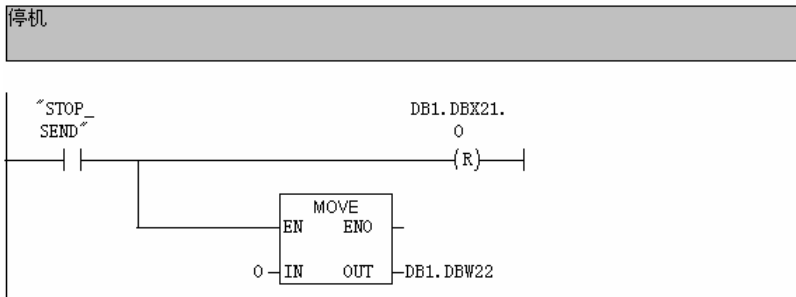 停机
"STOP_
SEND"
DB1.DBX21.
0
(R)
MOVE
EN ENO
0 IN OUT DB1.DBW22